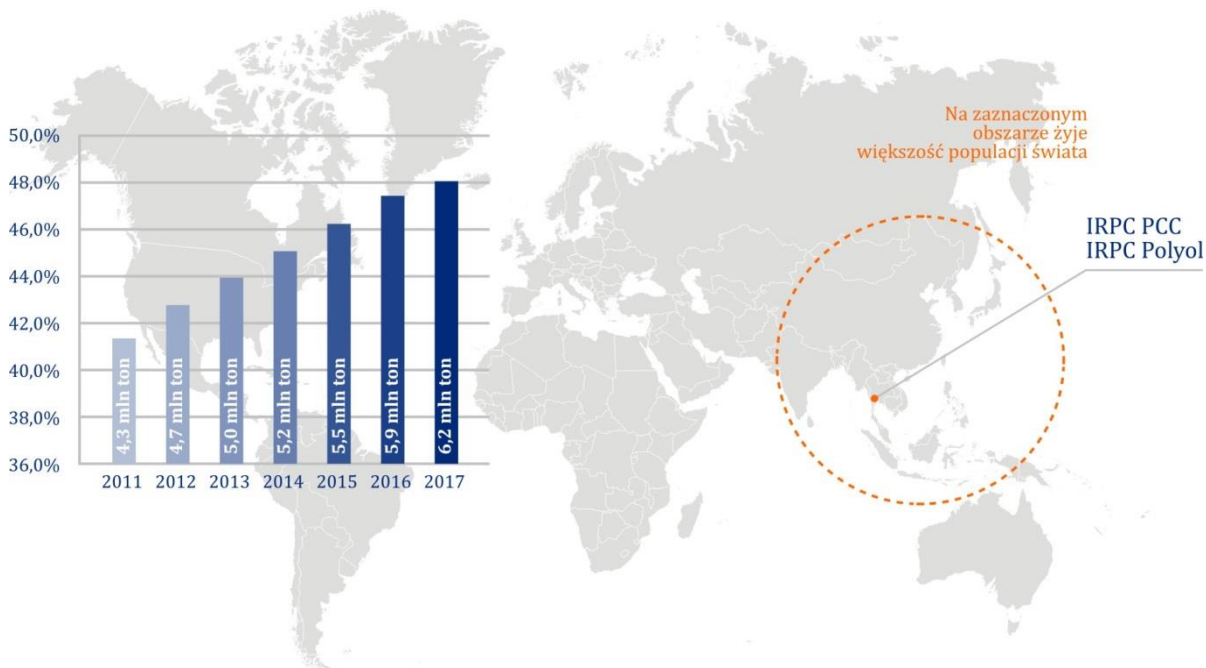 50,0%
48,0%
46,0%
44,0%
42,0%
40,0%
38,0%
36,0%
4,3 mln ton
4,7 mln ton
5,0 mln ton
5,2 mln ton
5,5 mln ton
5,9 mln ton
6,2 mln ton
2011 2012 2013 2014 2015 2016 2017
Na zaznaczonym
obszarze żyje
większość populacji świata
IRPC PCC
IRPC Polyol